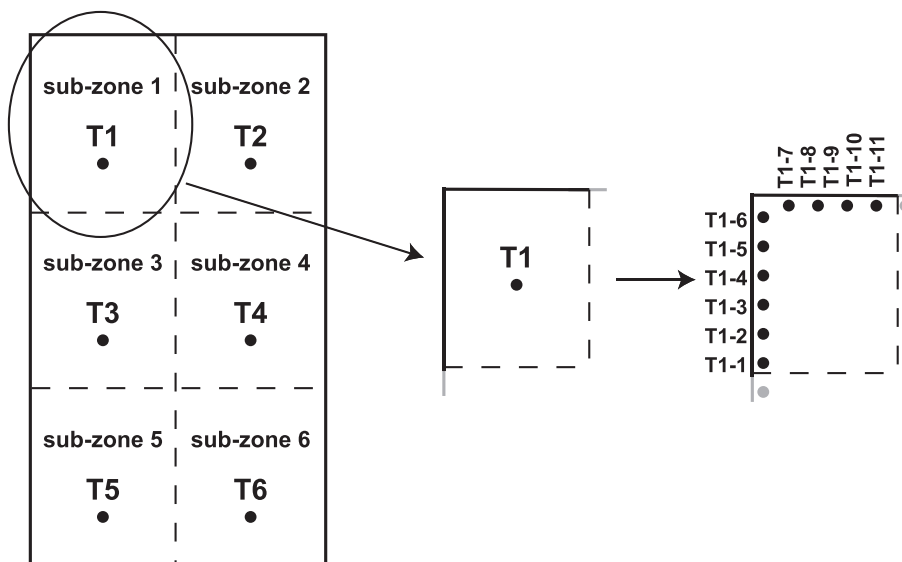 sub-zone 1
sub-zone 2
T1
T2
sub-zone 3
sub-zone 4
T3
T4
sub-zone 5
sub-zone 6
T5
T6
T1
T1-7
T1-8
T1-9
T1-10
T1-11
T1-6
T1-5
T1-4
T1-3
T1-2
T1-1